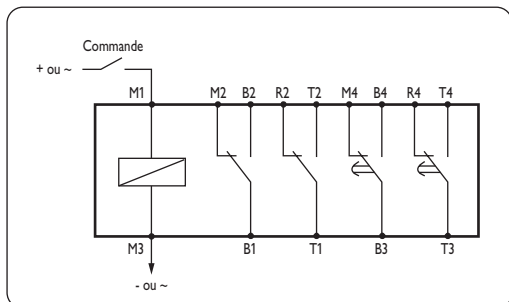 Commande
+ ou ~
M1 M2 B2 R2 T2 M4 B4 R4 T4
M3 B1 T1 B3 T3
- ou ~